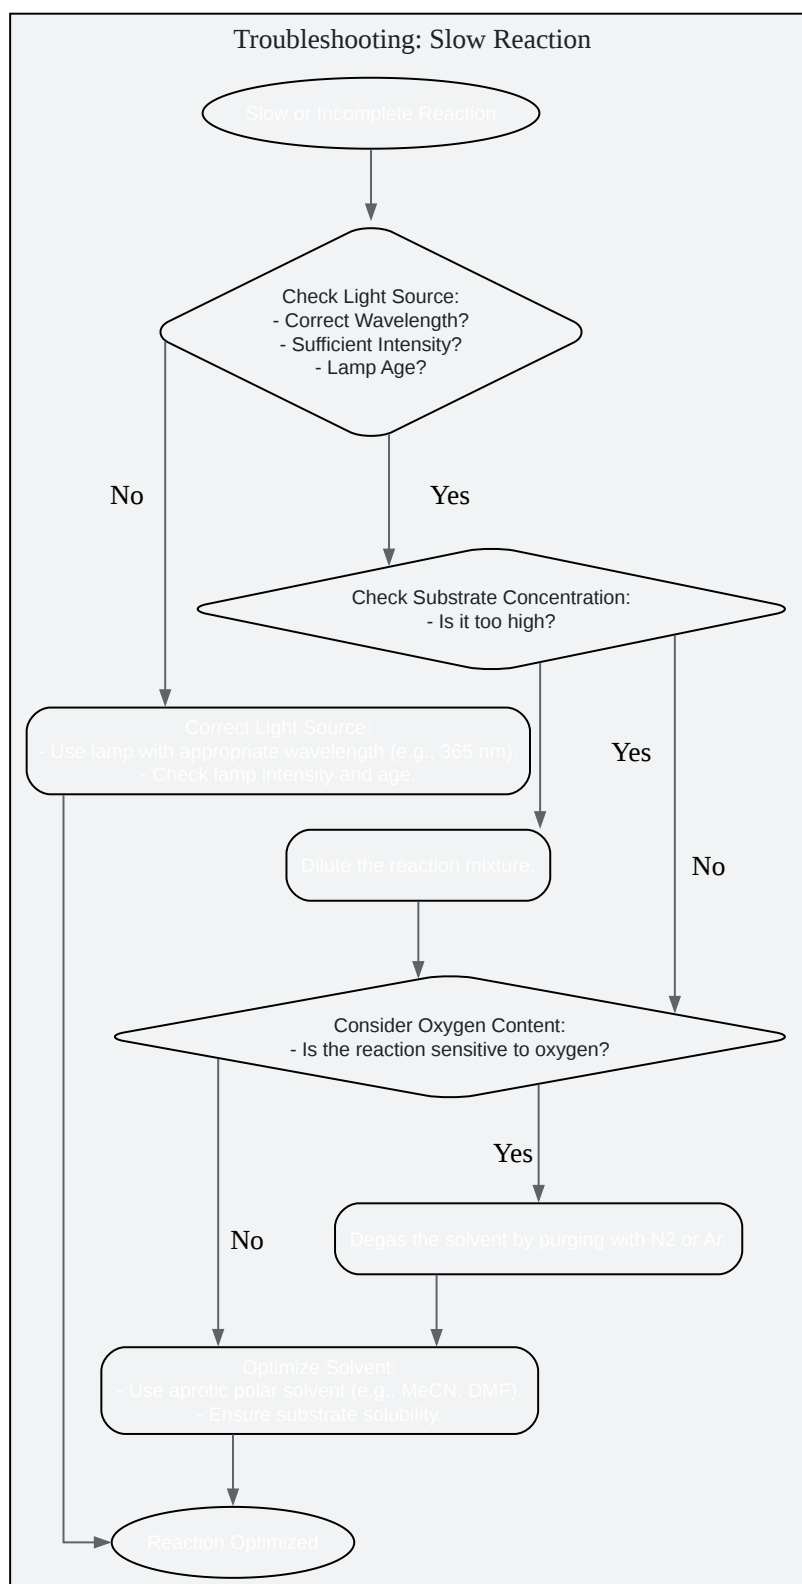 Troubleshooting: Slow Reaction
Slow or Incomplete Reaction
Check Light Source:
- Correct Wavelength?
- Sufficient Intensity?
- Lamp Age?
No
Yes
Check Substrate Concentration:
- Is it too high?
Correct Light Source:
- Use lamp with appropriate wavelength (e.g., 365 nm).
- Check lamp intensity and age.
Yes
Dilute the reaction mixture.
No
Consider Oxygen Content:
- Is the reaction sensitive to oxygen?
Yes
No
Degas the solvent by purging with N2 or Ar.
Optimize Solvent:
- Use aprotic polar solvent (e.g., MeCN, DMF).
- Ensure substrate solubility.
Reaction Optimized